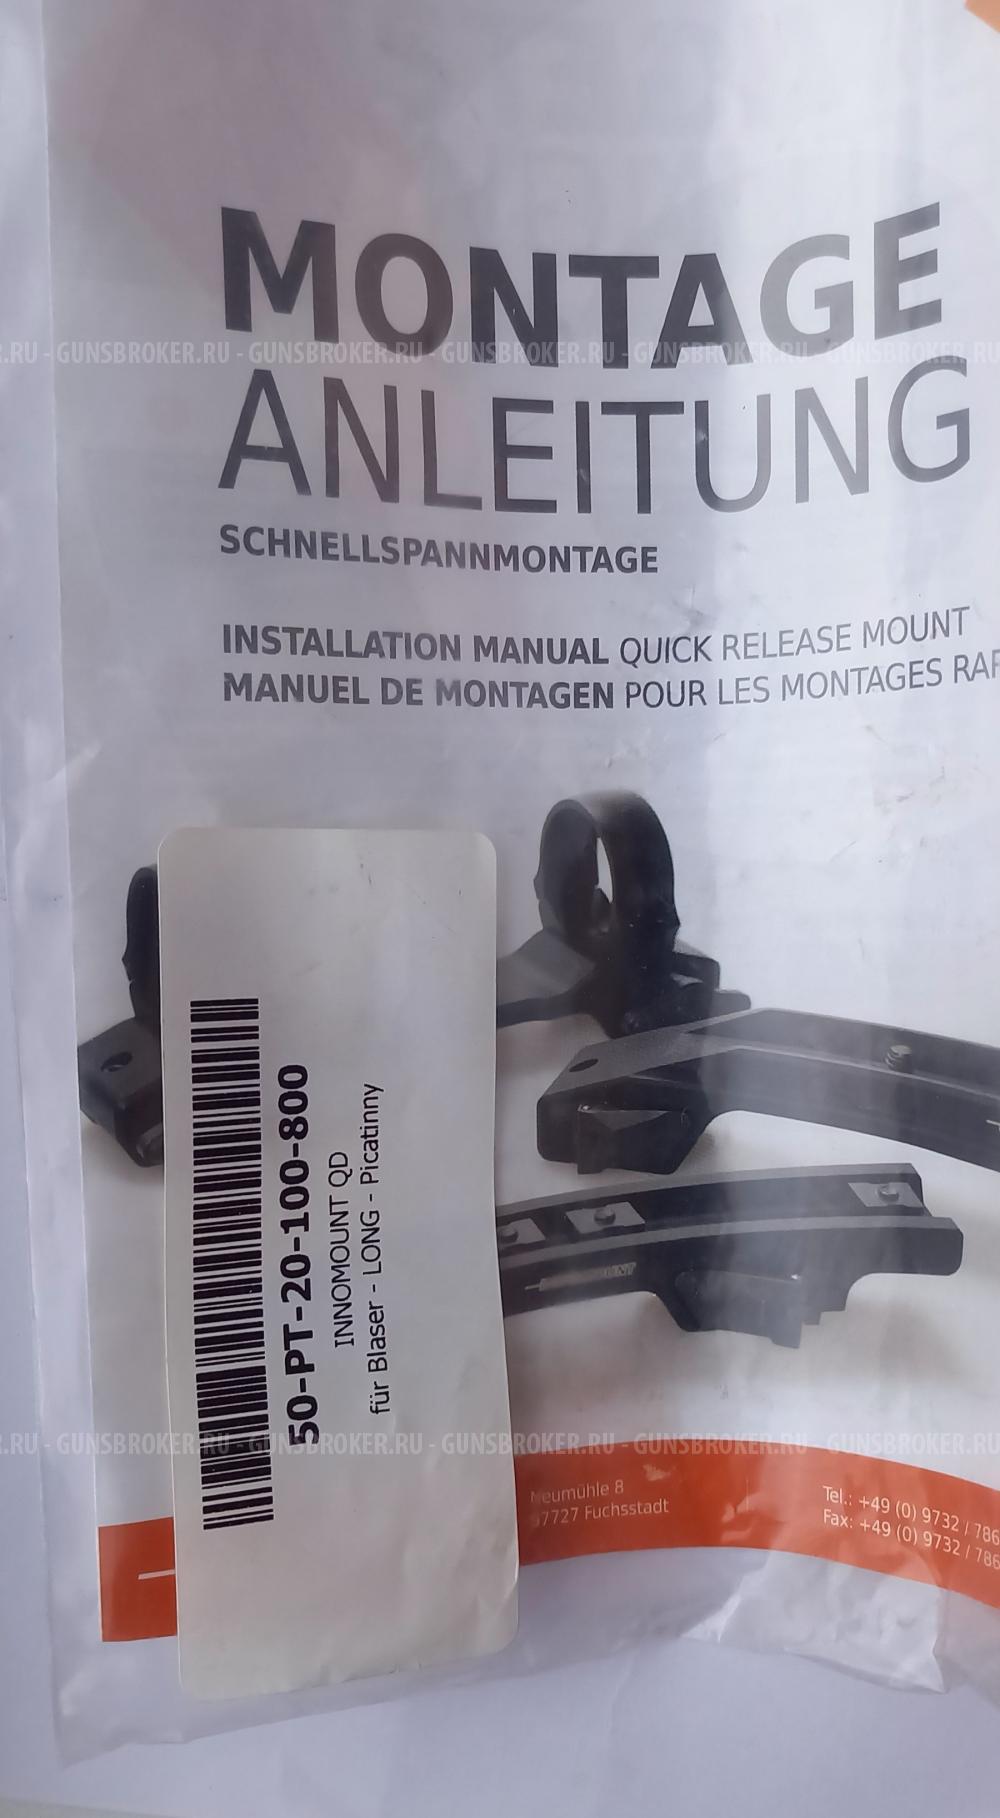 MONTAGE
.RU - GUNSBROKER.RU - GUNSBROKER.RU - GUNSBROKER.RU - GUNSBROKER.RU - GUNSBROKER.RU
ANLEITUNG
SCHNELLSPANNMONTAGE
INSTALLATION MANUAL QUICK RELEASE MOUNT
MANUEL DE MONTAGEN POUR LES MONTAGES
50-PT-20-100-800
INNOMOUNT QD
für Blaser - LONG - Picatinny
.RU - GUNSBROKER.RU - GUNSBROKER.RU - GUNSBROKER.RU - GUNSBROKER.RU - GUNSBROKER.RU
Neumühle 8
97727 Fuchsstadt
Tel.: +49 (0) 9732 / 786
Fax: +49 (0) 9732 / 786